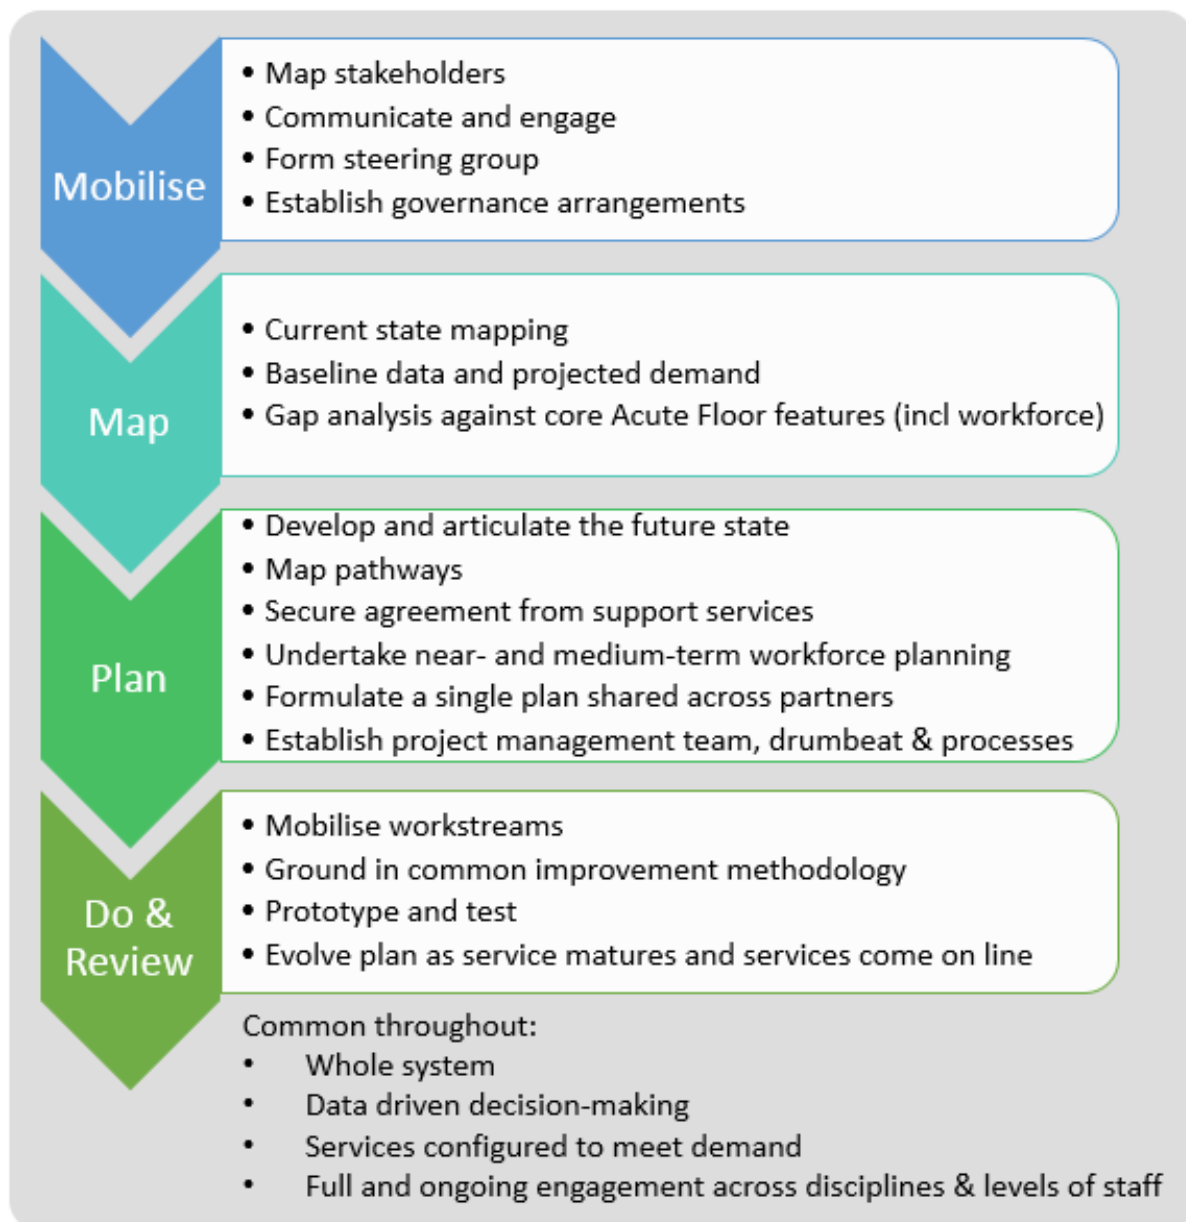 Mobilise
• Map stakeholders
• Communicate and engage
• Form steering group
• Establish governance arrangements
Map
• Current state mapping
• Baseline data and projected demand
• Gap analysis against core Acute Floor features (incl workforce)
Plan
• Develop and articulate the future state
• Map pathways
• Secure agreement from support services
• Undertake near- and medium-term workforce planning
• Formulate a single plan shared across partners
• Establish project management team, drumbeat & processes
Do &
Review
• Mobilise workstreams
• Ground in common improvement methodology
• Prototype and test
• Evolve plan as service matures and services come on line
Common throughout:
• Whole system
• Data driven decision-making
• Services configured to meet demand
• Full and ongoing engagement across disciplines & levels of staff